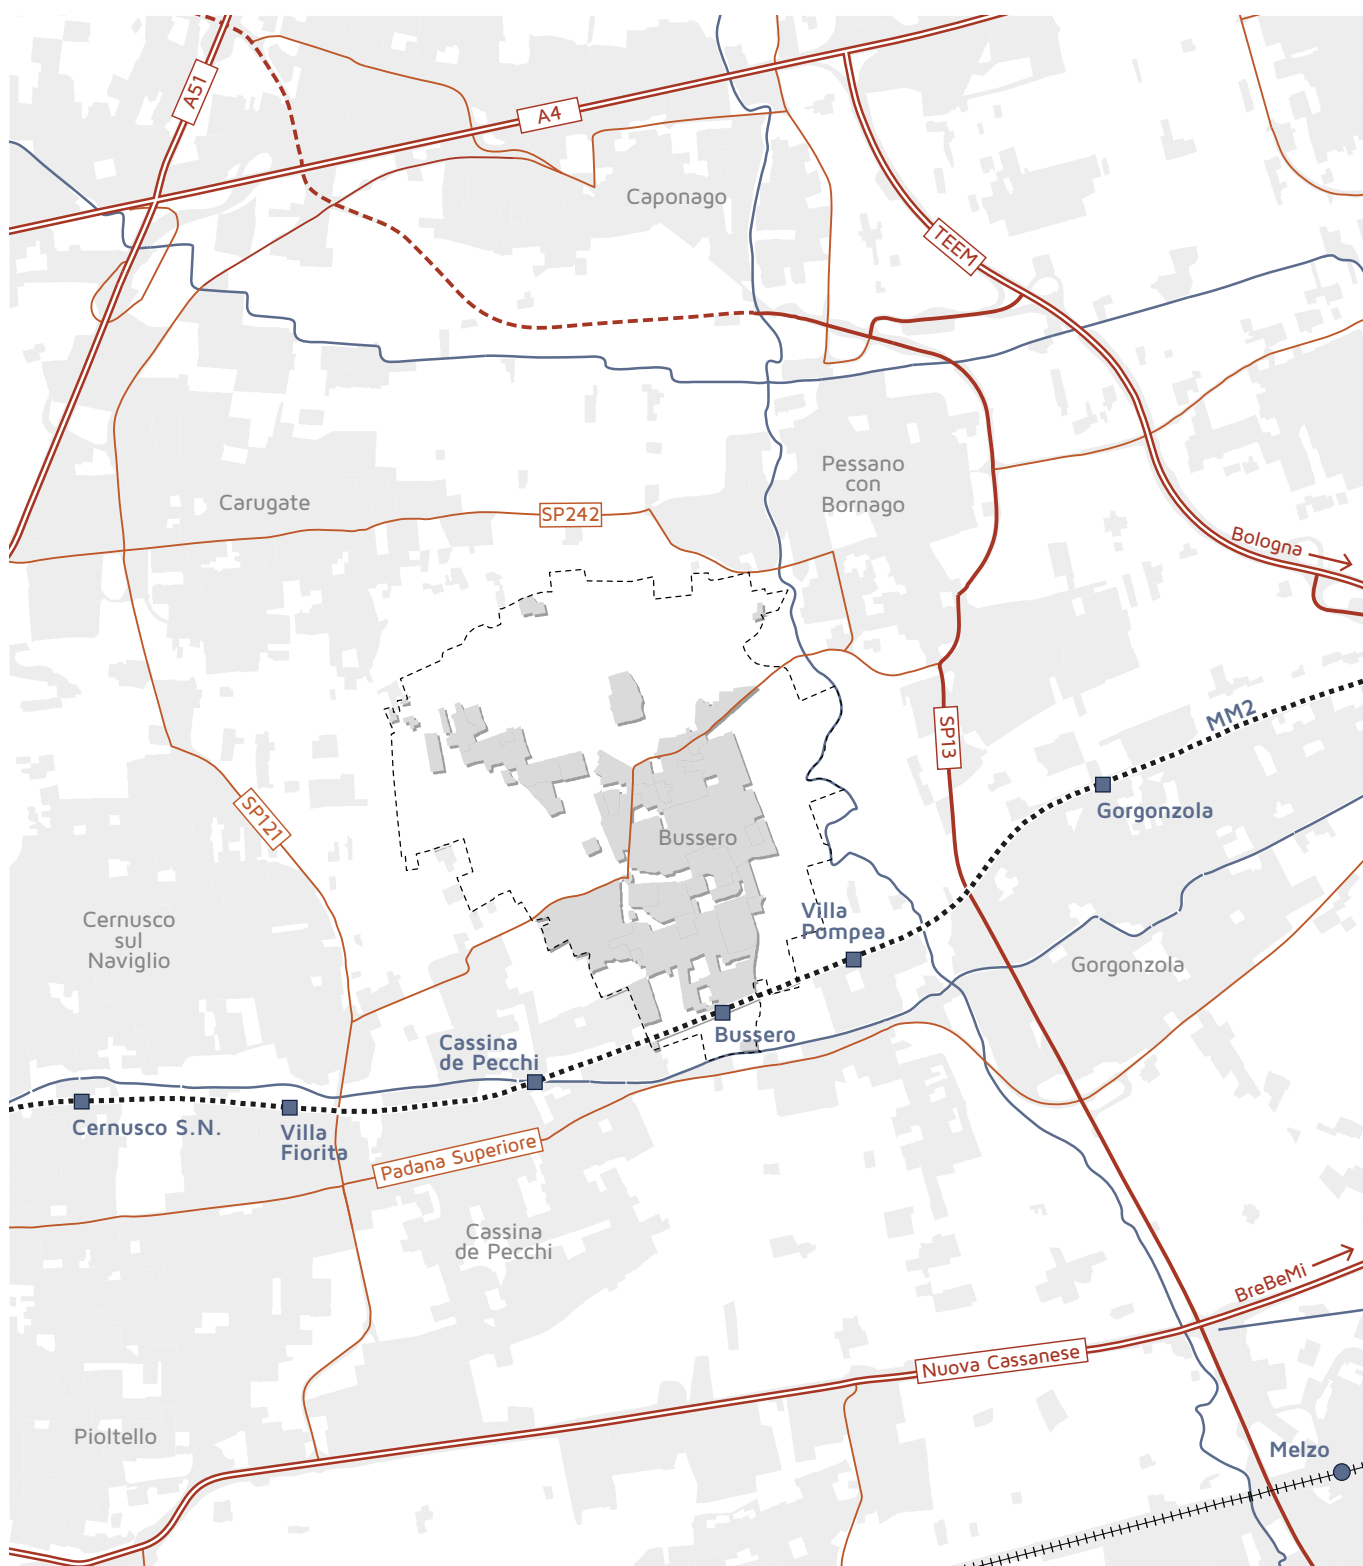 A51
A4
Caponago
TEEM
Pessano
con
Bornago
Carugate
SP242
Bologna
MM2
SP13
Gorgonzola
SP121
Bussero
Cernusco
sul
Naviglio
Villa
Pompea
Gorgonzola
Bussero
Cassina
de Pecchi
Cernusco S.N.
Villa
Fiorita
Padana Superiore
Cassina
de Pecchi
BreBeMi
Nuova Cassanese
Pioltello
Melzo